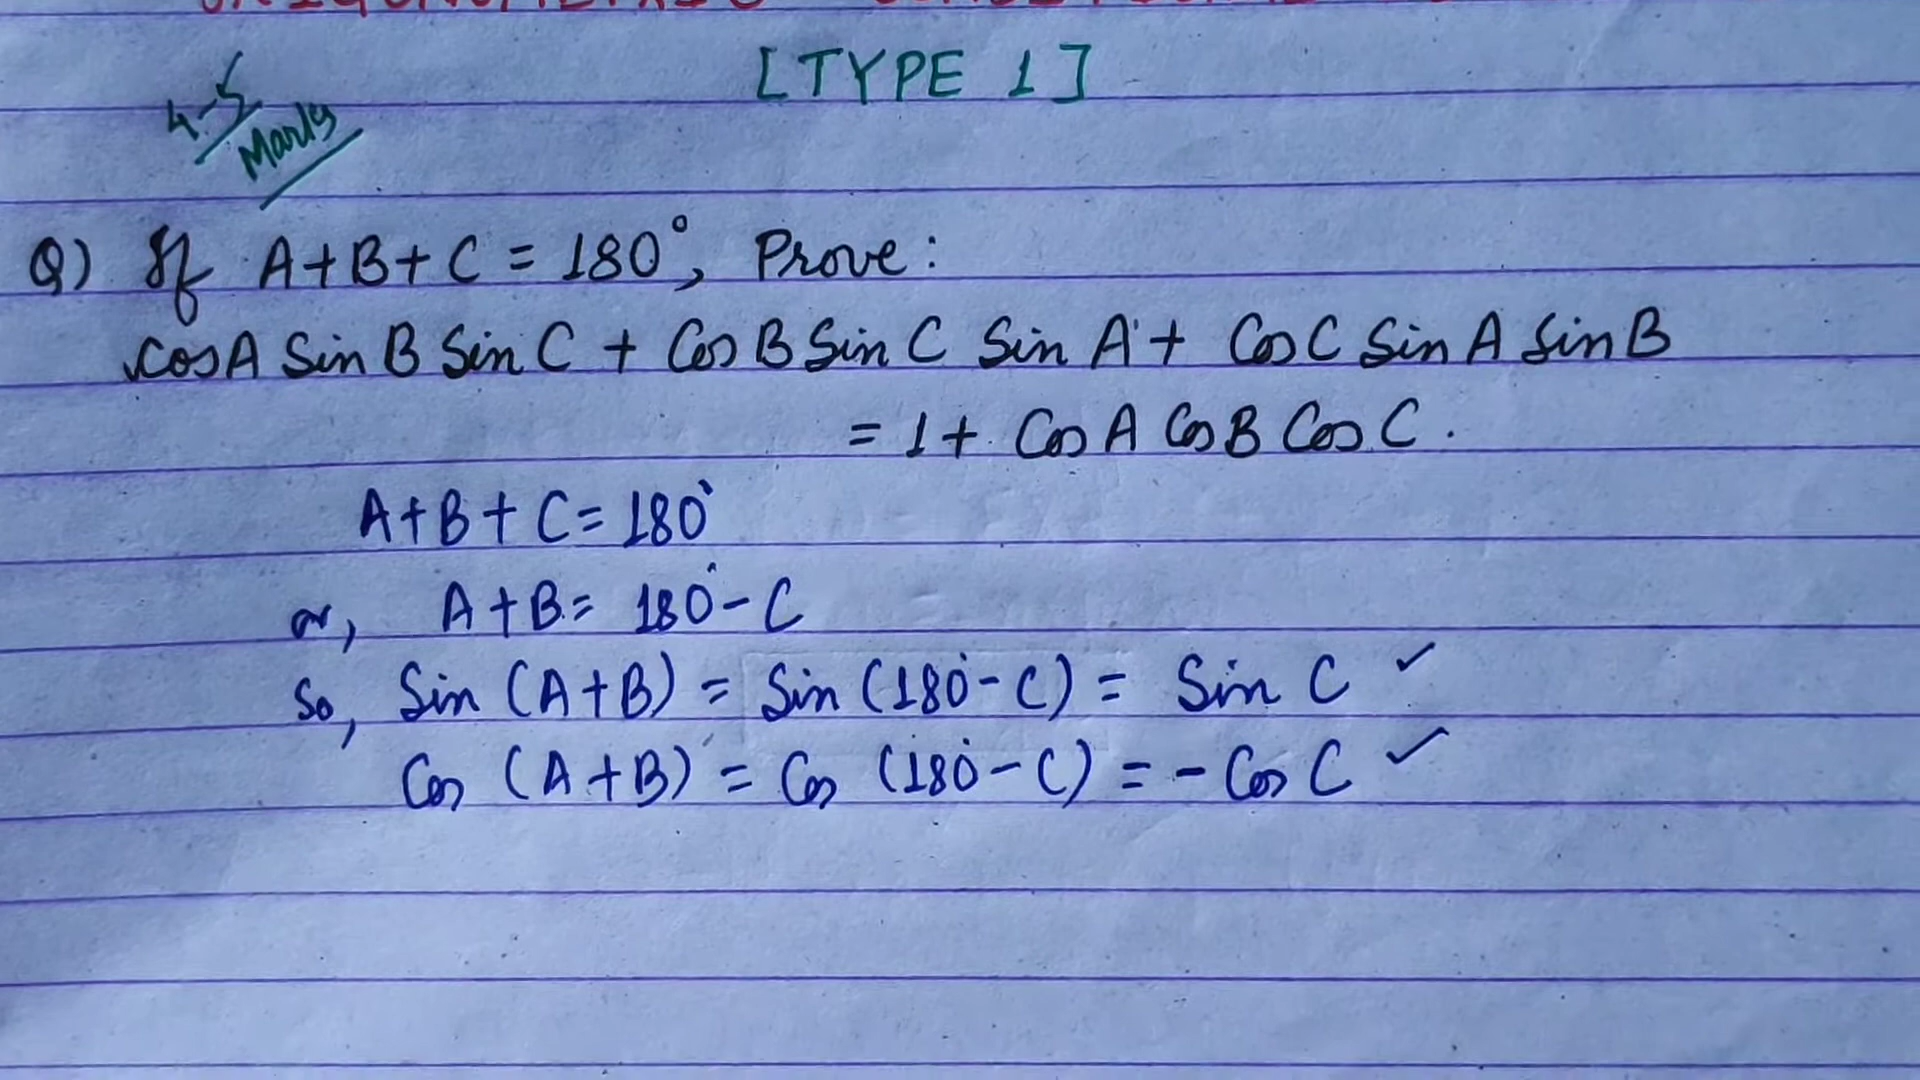 [TYPE 1]
4-5
Marks
Q) If A+B+C = 180°, Prove:
cosA Sin B Sin C + Cos B Sin C Sin A + Cos C Sin A Sin B
= 1 + Cos A Cos B Cos C.
A+B+C = 180°
or, A+B = 180°-C
So, Sin (A+B) = Sin (180°-C) = Sin C ✓
Cos (A+B) = Cos (180°-C) = - Cos C ✓